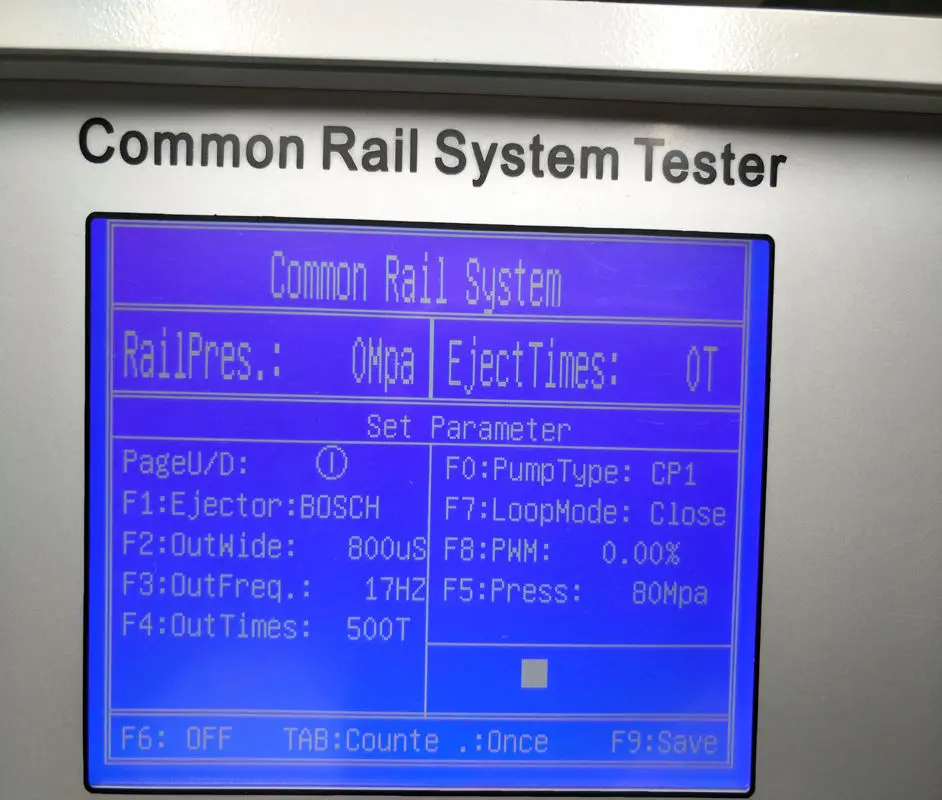 Common Rail System Tester
Common Rail System
RailPres.: 0Mpa EjectTimes: 0T
Set Parameter
PageU/D: ① F0:PumpType: CP1
F1:Ejector:BOSCH F7:LoopMode: Close
F2:OutWide: 800uS F8:PWM: 0.00%
F3:OutFreq.: 17HZ F5:Press: 80Mpa
F4:OutTimes: 500T
F6: OFF TAB:Counte .:Once F9:Save